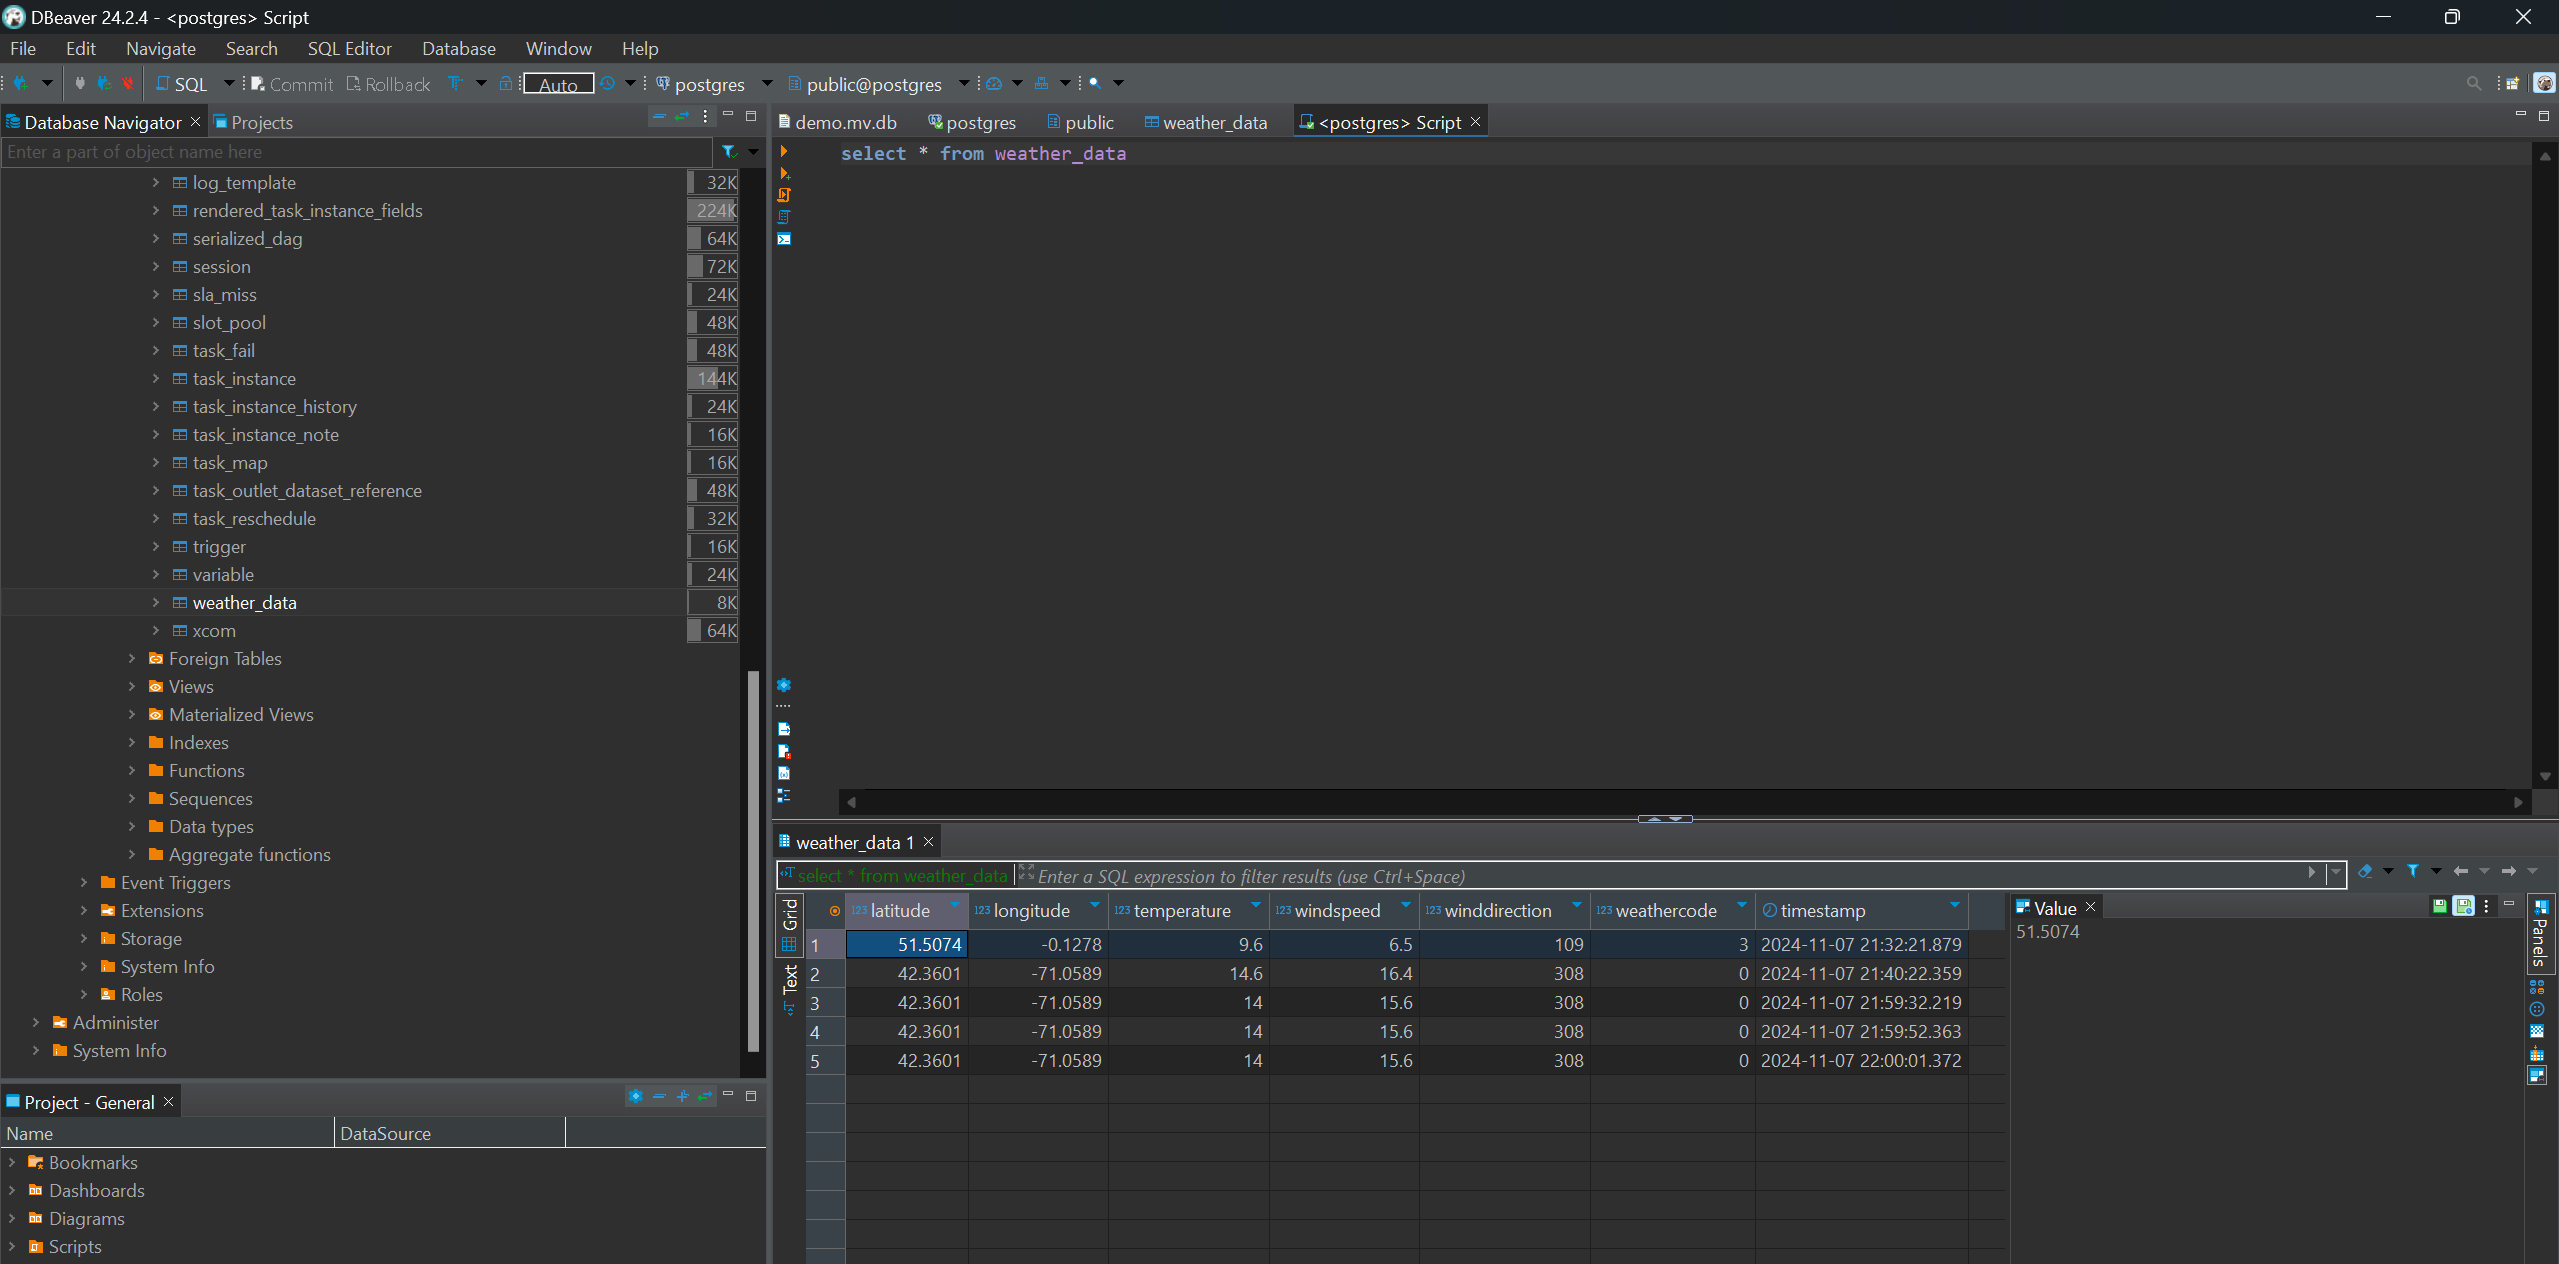 DBeaver 24.2.4 - <postgres> Script
File Edit Navigate Search SQL Editor Database Window Help
SQL Commit Rollback Auto postgres public@postgres
Database Navigator Projects
Enter a part of object name here
log_template 32K
rendered_task_instance_fields 224K
serialized_dag 64K
session 72K
sla_miss 24K
slot_pool 48K
task_fail 48K
task_instance 144K
task_instance_history 24K
task_instance_note 16K
task_map 16K
task_outlet_dataset_reference 48K
task_reschedule 32K
trigger 16K
variable 24K
weather_data 8K
xcom 64K
Foreign Tables
Views
Materialized Views
Indexes
Functions
Sequences
Data types
Aggregate functions
Event Triggers
Extensions
Storage
System Info
Roles
Administer
System Info
Project - General
Name DataSource
Bookmarks
Dashboards
Diagrams
Scripts
demo.mv.db postgres public weather_data <postgres> Script
select * from weather_data
weather_data 1
select * from weather_data Enter a SQL expression to filter results (use Ctrl+Space)
Grid
Text
123 latitude 123 longitude 123 temperature 123 windspeed 123 winddirection 123 weathercode timestamp
1 51.5074 -0.1278 9.6 6.5 109 3 2024-11-07 21:32:21.879
2 42.3601 -71.0589 14.6 16.4 308 0 2024-11-07 21:40:22.359
3 42.3601 -71.0589 14 15.6 308 0 2024-11-07 21:59:32.219
4 42.3601 -71.0589 14 15.6 308 0 2024-11-07 21:59:52.363
5 42.3601 -71.0589 14 15.6 308 0 2024-11-07 22:00:01.372
Value
51.5074
Panels